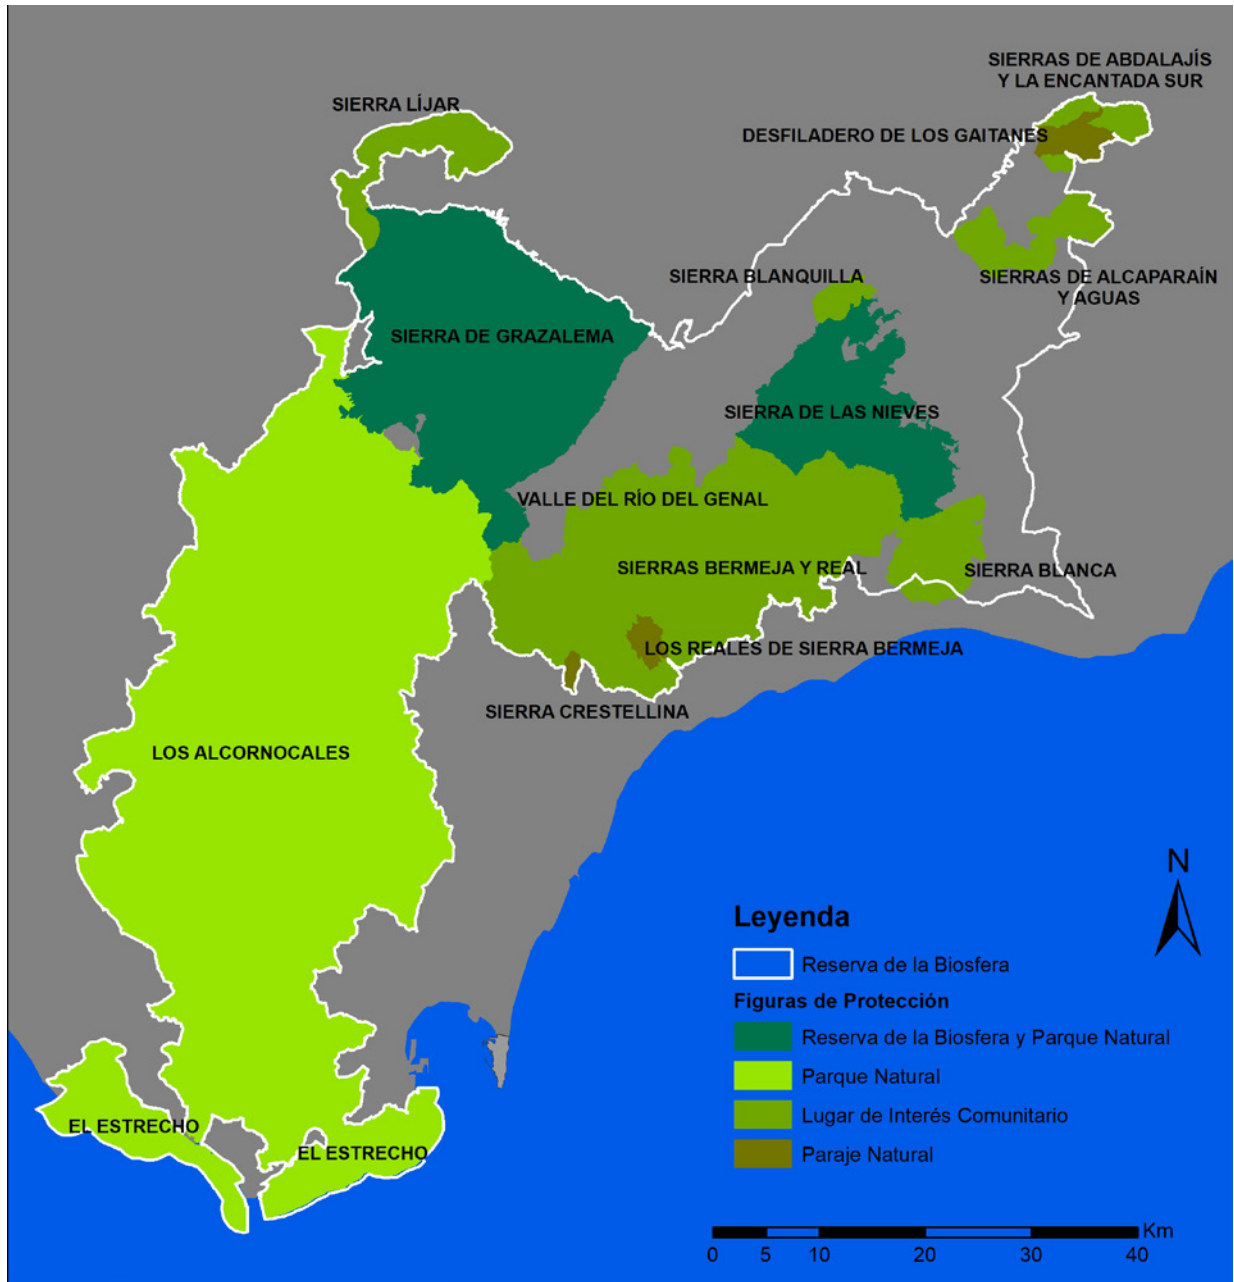 SIERRAS DE ABDALAJÍS
Y LA ENCANTADA SUR
SIERRA LÍJAR
DESFILADERO DE LOS GAITANES
SIERRA BLANQUILLA
SIERRAS DE ALCAPARAÍN
Y AGUAS
SIERRA DE GRAZALEMA
SIERRA DE LAS NIEVES
VALLE DEL RÍO DEL GENAL
SIERRAS BERMEJA Y REAL
SIERRA BLANCA
LOS REALES DE SIERRA BERMEJA
SIERRA CRESTELLINA
LOS ALCORNOCALES
EL ESTRECHO
EL ESTRECHO
N
Leyenda
Reserva de la Biosfera
Figuras de Protección
Reserva de la Biosfera y Parque Natural
Parque Natural
Lugar de Interés Comunitario
Paraje Natural
Km
0 5 10 20 30 40